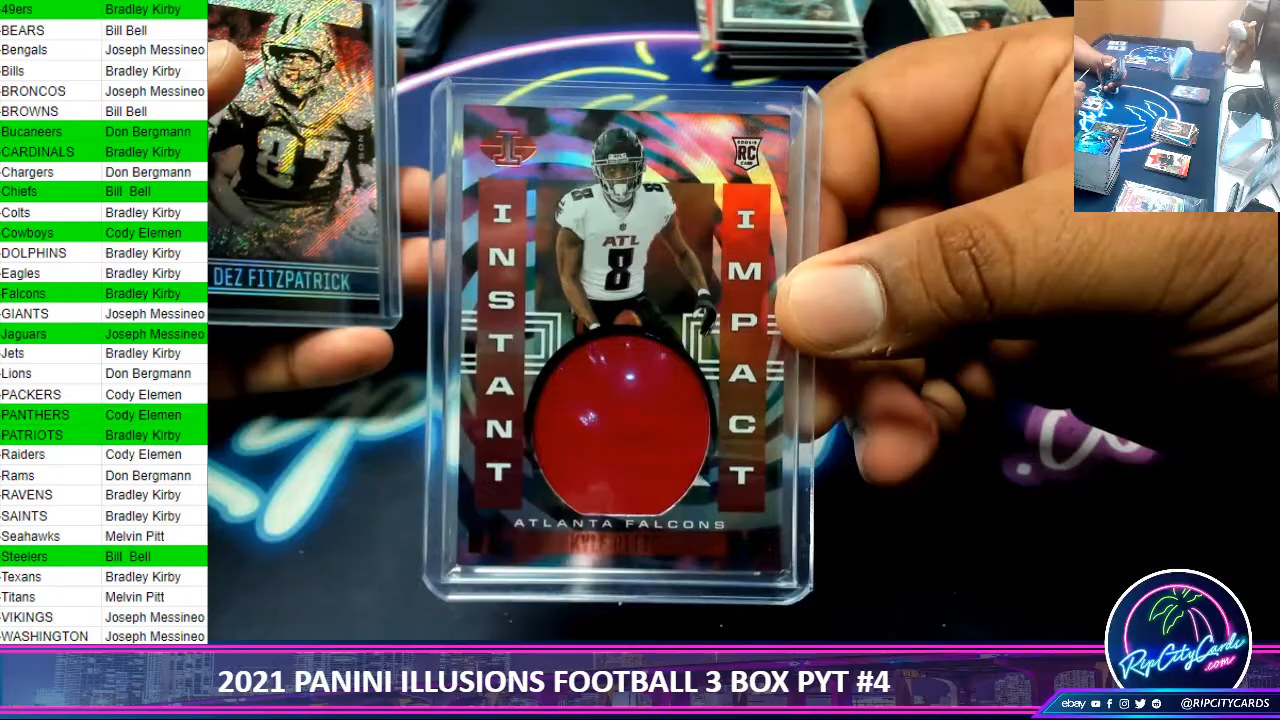 -49ers Bradley Kirby
-BEARS Bill Bell
-Bengals Joseph Messineo
-Bills Bradley Kirby
-BRONCOS Joseph Messineo
-BROWNS Bill Bell
-Bucaneers Don Bergmann
-CARDINALS Bradley Kirby
-Chargers Don Bergmann
-Chiefs Bill Bell
-Colts Bradley Kirby
-Cowboys Cody Elemen
-DOLPHINS Bradley Kirby
-Eagles Bradley Kirby
-Falcons Bradley Kirby
-GIANTS Joseph Messineo
-Jaguars Joseph Messineo
-Jets Bradley Kirby
-Lions Don Bergmann
-PACKERS Cody Elemen
-PANTHERS Cody Elemen
-PATRIOTS Bradley Kirby
-Raiders Cody Elemen
-Rams Don Bergmann
-RAVENS Bradley Kirby
-SAINTS Bradley Kirby
-Seahawks Melvin Pitt
-Steelers Bill Bell
-Texans Bradley Kirby
-Titans Melvin Pitt
-VIKINGS Joseph Messineo
-WASHINGTON Joseph Messineo
DEZ FITZPATRICK
I
ROOKIE
RC
CARD
INSTANT
IMPACT
ATL
8
8
8
ATLANTA FALCONS
2021 PANINI ILLUSIONS FOOTBALL 3 BOX PYT #4
RipCityCards
.com
ebay @RIPCITYCARDS